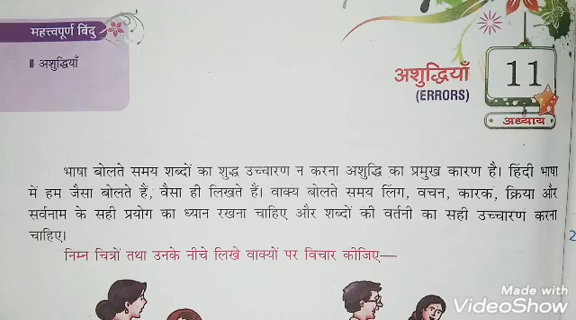 महत्त्वपूर्ण बिंदु
अशुद्धियाँ
अशुद्धियाँ
(ERRORS)
11
अध्याय
भाषा बोलते समय शब्दों का शुद्ध उच्चारण न करना अशुद्धि का प्रमुख कारण है। हिंदी भाषा
में हम जैसा बोलते हैं, वैसा ही लिखते हैं। वाक्य बोलते समय लिंग, वचन, कारक, क्रिया और
सर्वनाम के सही प्रयोग का ध्यान रखना चाहिए और शब्दों की वर्तनी का सही उच्चारण करना
चाहिए।
निम्न चित्रों तथा उनके नीचे लिखे वाक्यों पर विचार कीजिए—
2
Made with
VideoShow